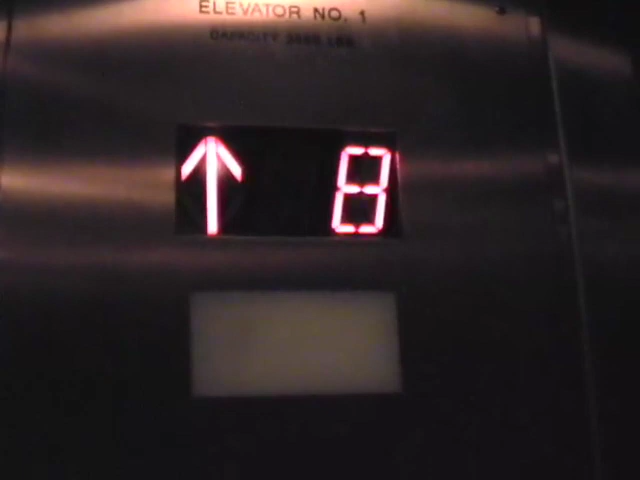 ELEVATOR NO. 1
CAPACITY LBS.
↑ 8